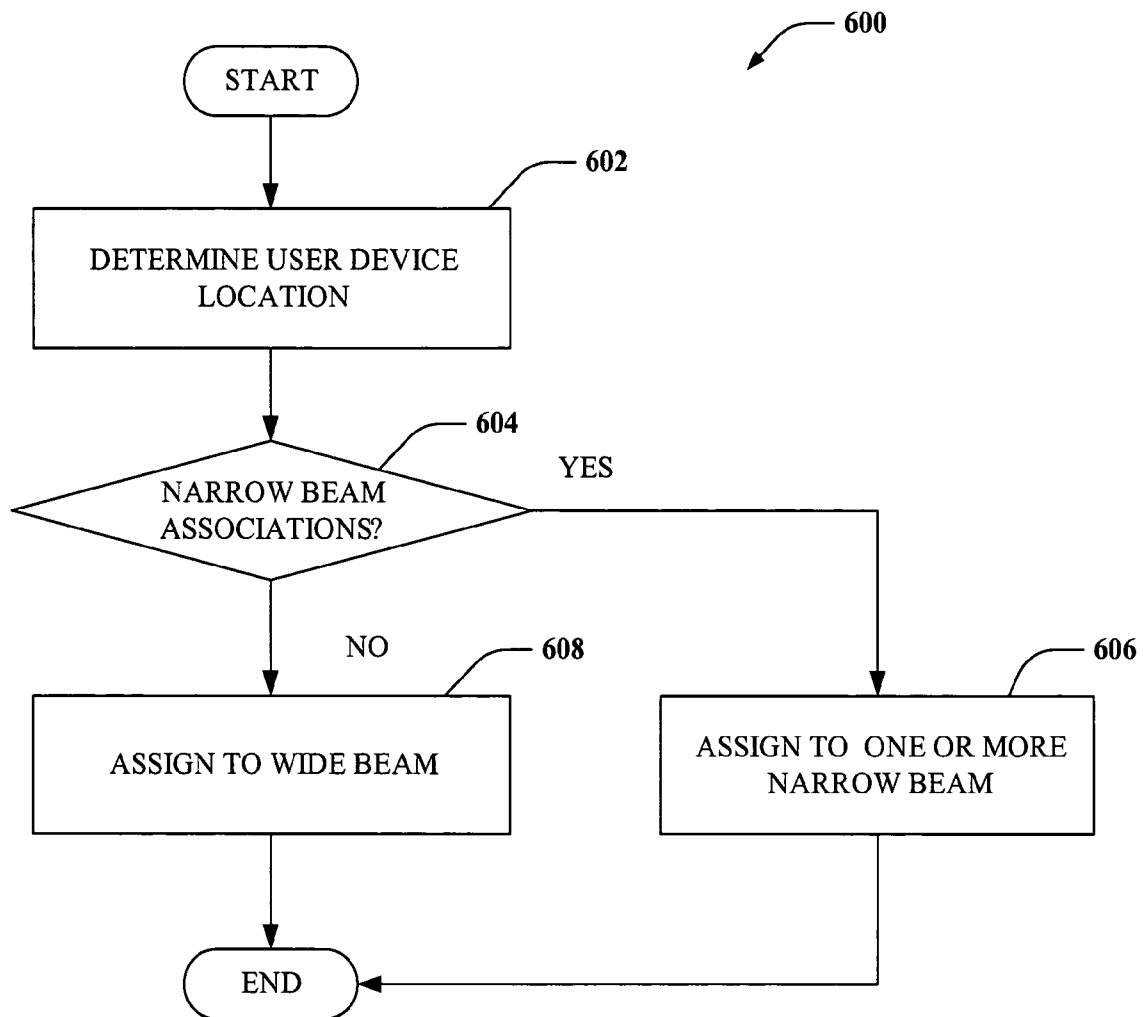 600
START
602
DETERMINE USER DEVICE
LOCATION
604
YES
NARROW BEAM
ASSOCIATIONS?
NO
608
606
ASSIGN TO WIDE BEAM
ASSIGN TO ONE OR MORE
NARROW BEAM
END